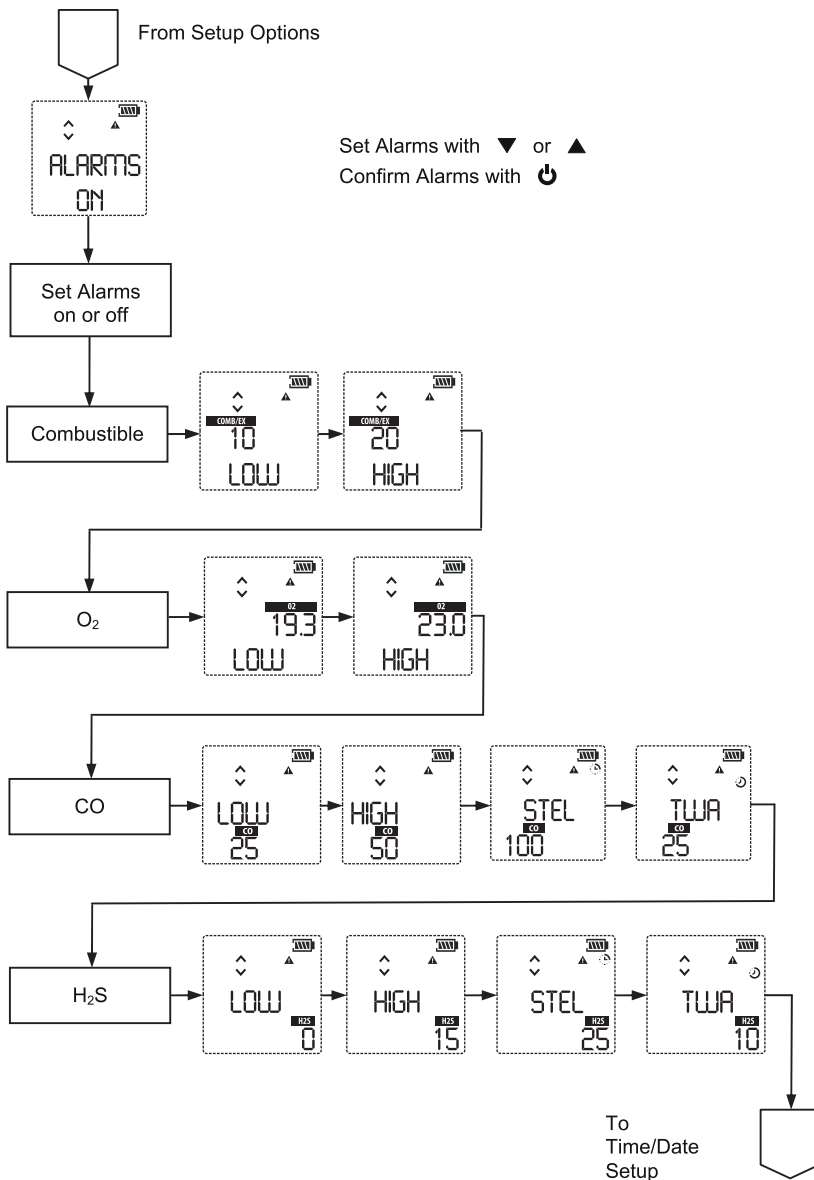 From Setup Options
ALARMS
ON
Set Alarms with ▼ or ▲
Confirm Alarms with ⏻
Set Alarms
on or off
Combustible
COMB/EX
10
LOW
COMB/EX
20
HIGH
O₂
O2
19.3
LOW
O2
23.0
HIGH
CO
LOW
CO
25
HIGH
CO
50
STEL
CO
100
TWA
CO
25
H₂S
LOW
H2S
0
HIGH
H2S
15
STEL
H2S
25
TWA
H2S
10
To
Time/Date
Setup